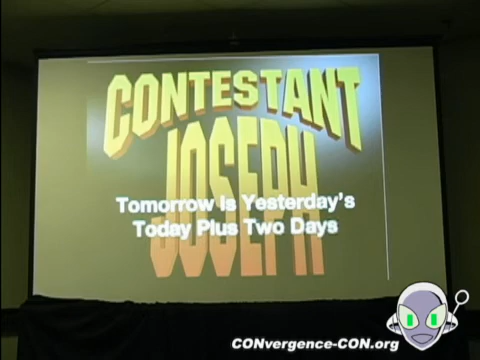 CONTESTANT
JOSEPH
Tomorrow Is Yesterday's
Today Plus Two Days
CONvergence-CON.org